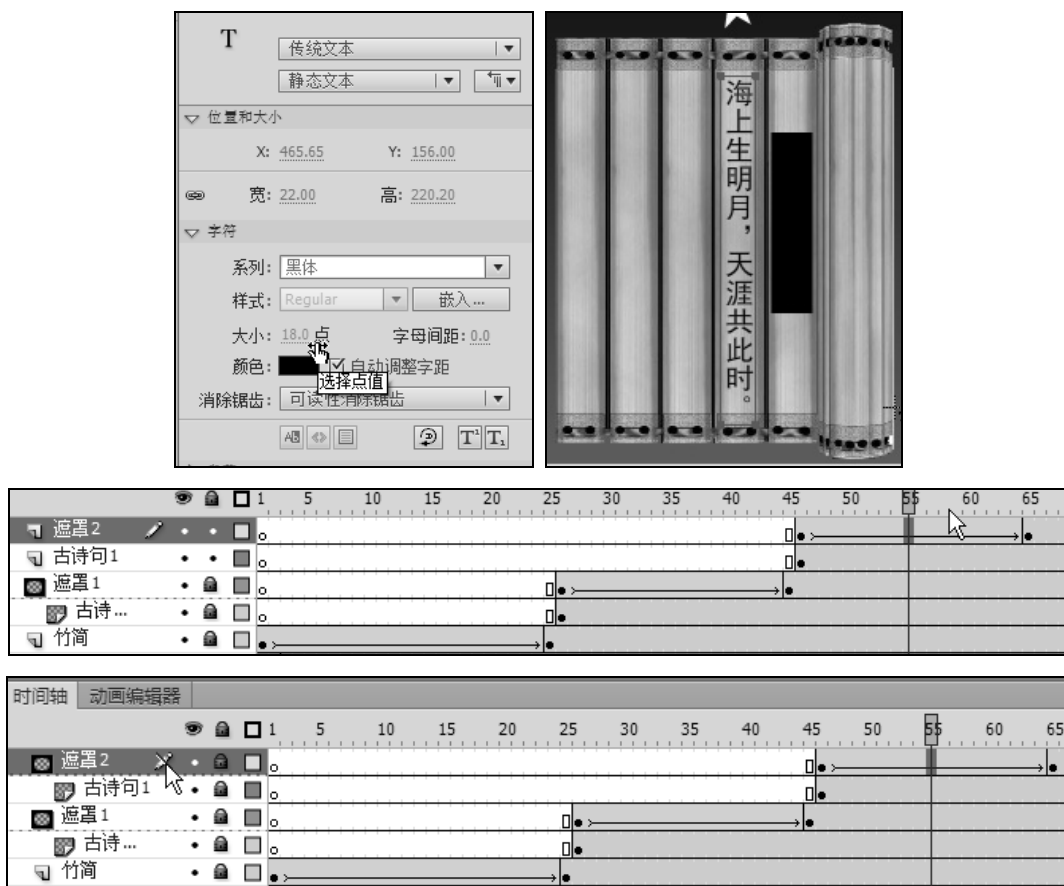 T
传统文本
静态文本
位置和大小
X: 465.65 Y: 156.00
宽: 22.00 高: 220.20
字符
系列: 黑体
样式: Regular 嵌入...
大小: 18.0 点 字母间距: 0.0
颜色: 自动调整字距
选择点值
消除锯齿: 可读性消除锯齿
T¹ T₁
海上生明月，天涯共此时。
1 5 10 15 20 25 30 35 40 45 50 55 60 65
遮罩2
古诗句1
遮罩1
古诗...
竹简
时间轴 动画编辑器
1 5 10 15 20 25 30 35 40 45 50 55 60 65
遮罩2
古诗句1
遮罩1
古诗...
竹简